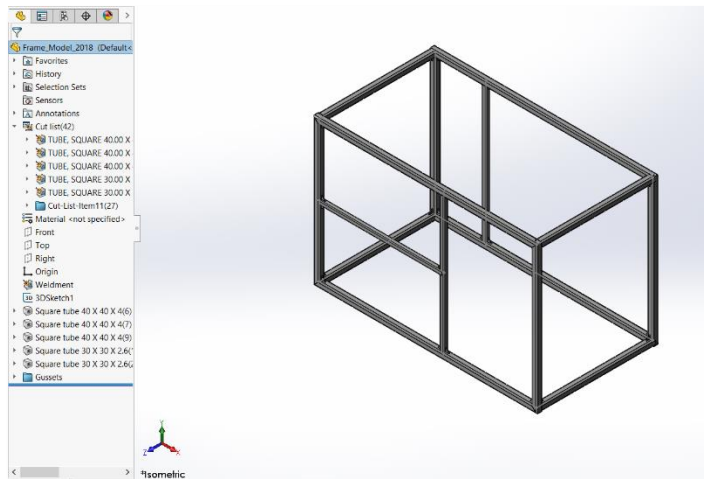 Frame_Model_2018 (Default<
Favorites
History
Selection Sets
Sensors
Annotations
Cut list(42)
TUBE, SQUARE 40.00 X
TUBE, SQUARE 40.00 X
TUBE, SQUARE 40.00 X
TUBE, SQUARE 30.00 X
TUBE, SQUARE 30.00 X
Cut-List-Item11(27)
Material <not specified>
Front
Top
Right
Origin
Weldment
3DSketch1
Square tube 40 X 40 X 4(6)
Square tube 40 X 40 X 4(7)
Square tube 40 X 40 X 4(9)
Square tube 30 X 30 X 2.6(
Square tube 30 X 30 X 2.6(
Gussets
Y
Z
X
*Isometric